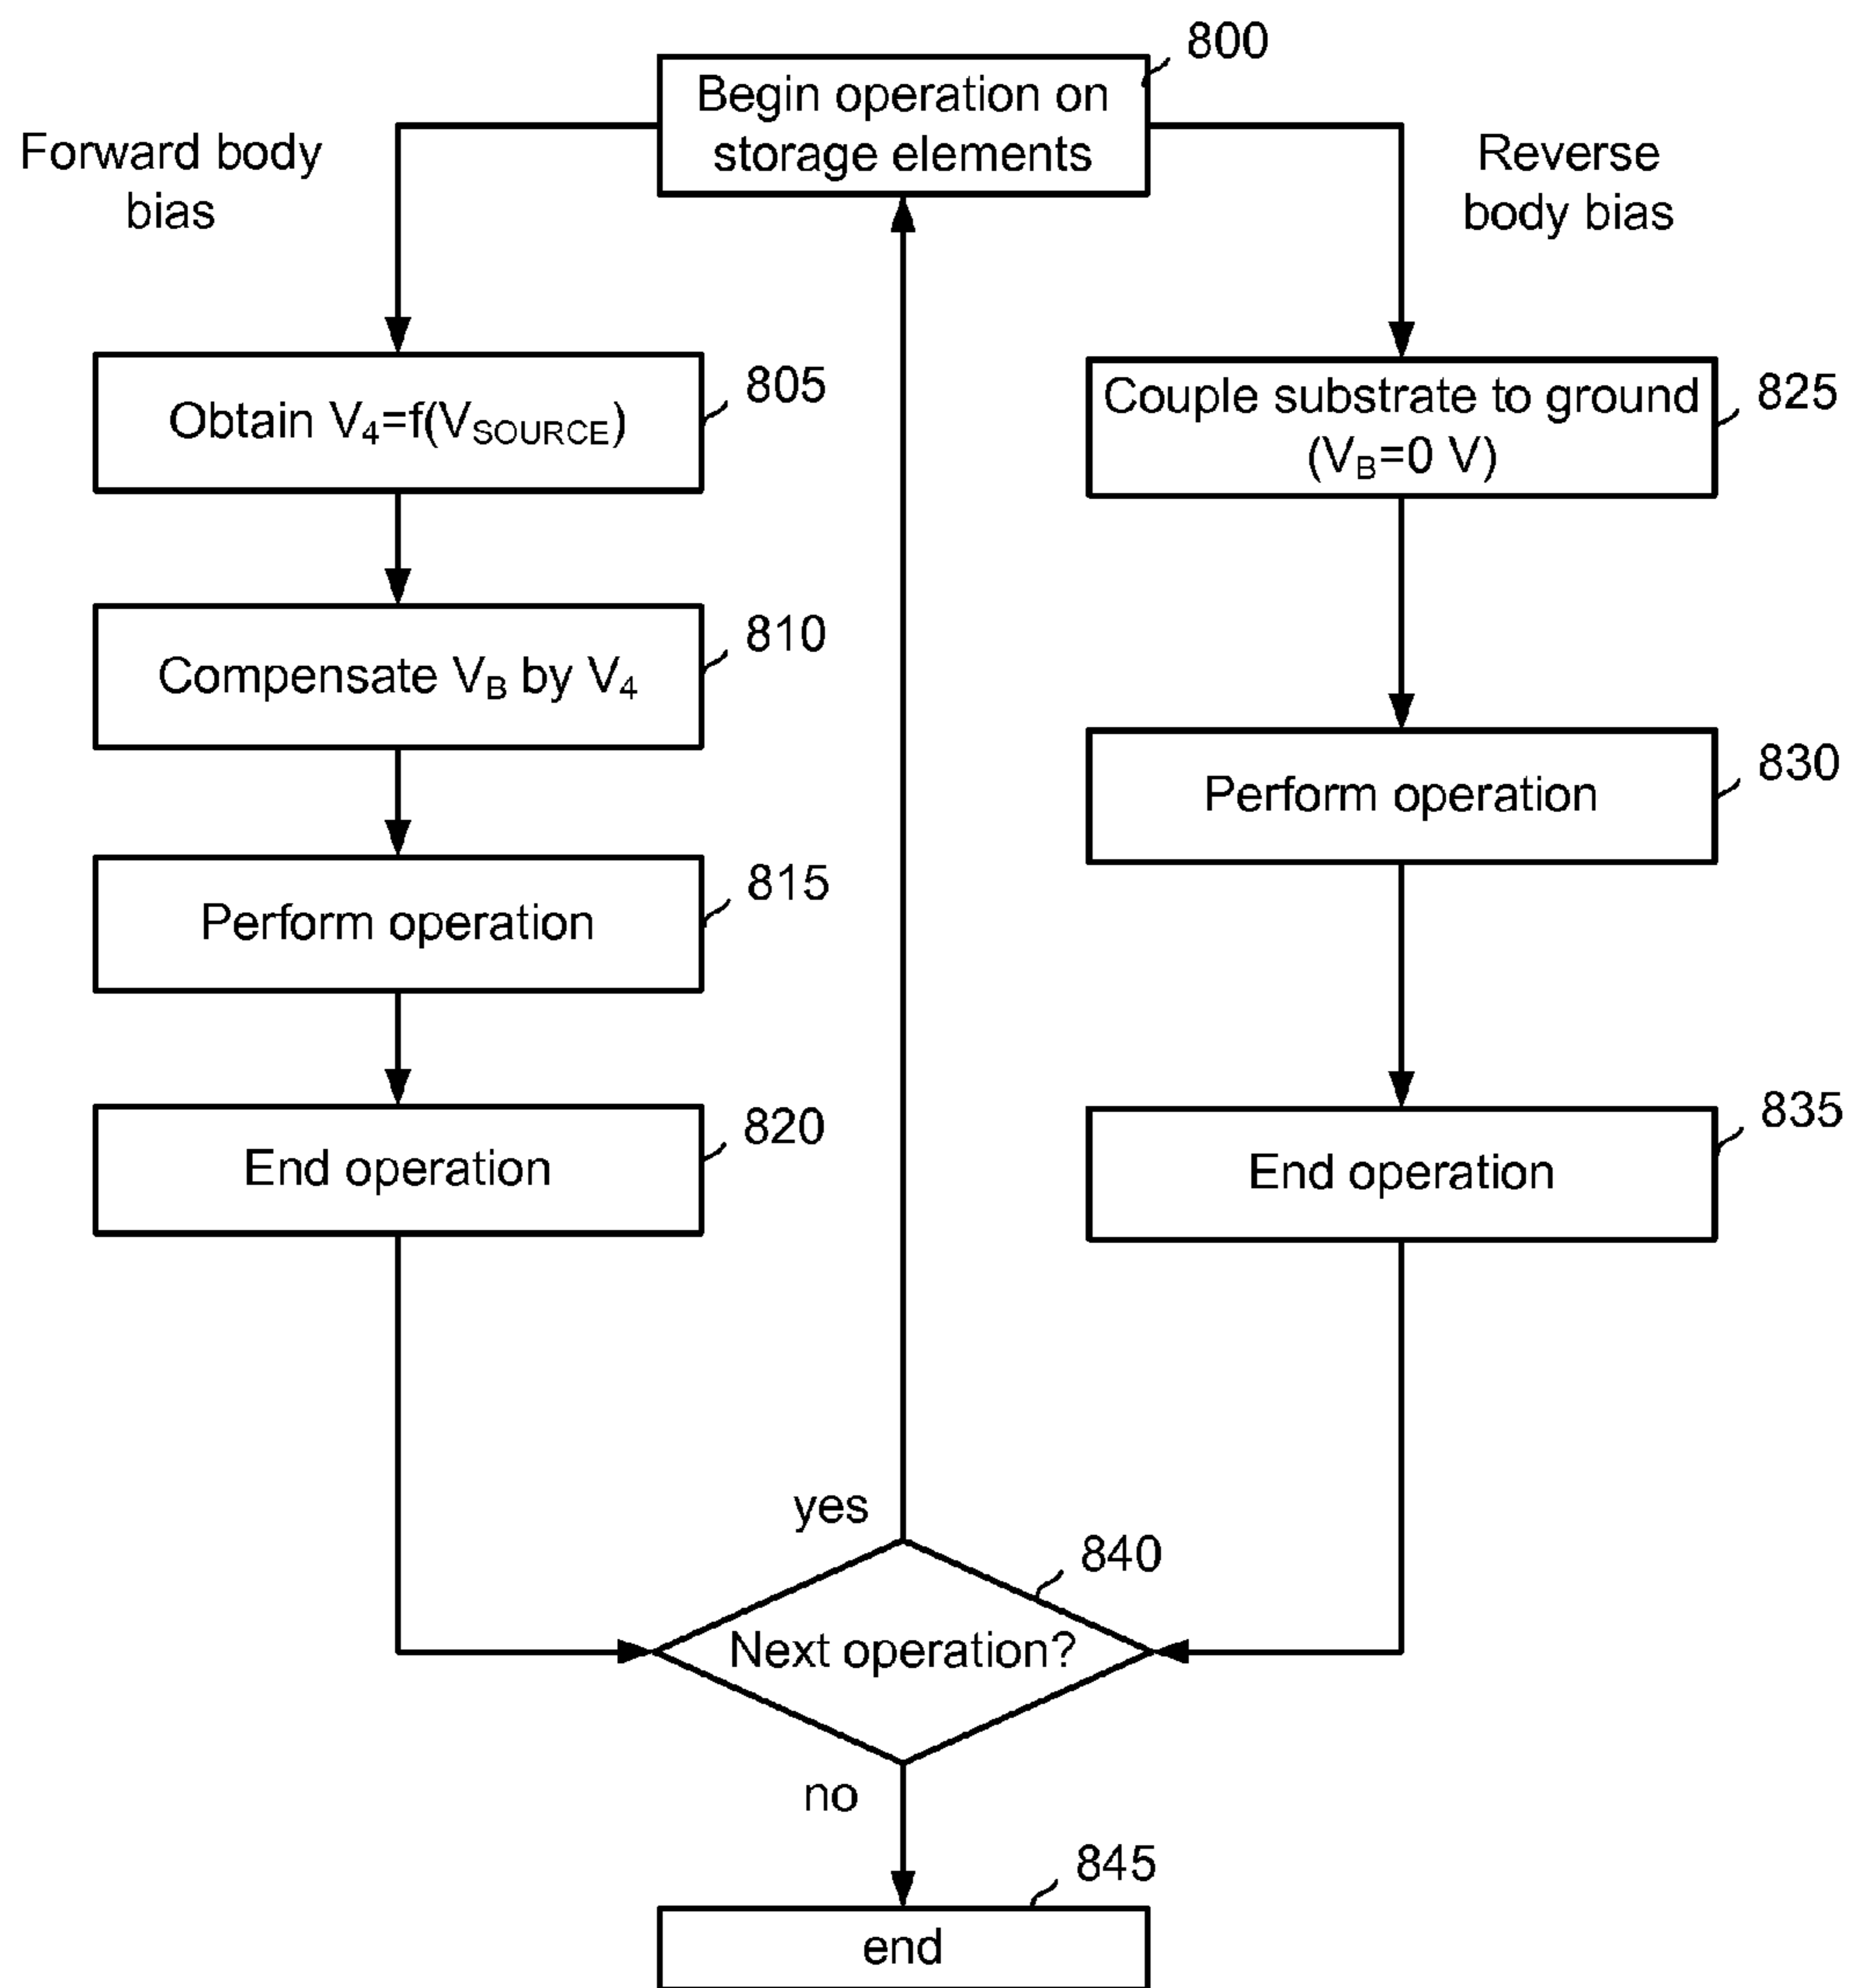 800
Begin operation on
storage elements
Forward body
bias
Reverse
body bias
805
Obtain V4=f(VSOURCE)
825
Couple substrate to ground
(VB=0 V)
810
Compensate VB by V4
830
Perform operation
815
Perform operation
820
End operation
835
End operation
yes
840
Next operation?
no
845
end